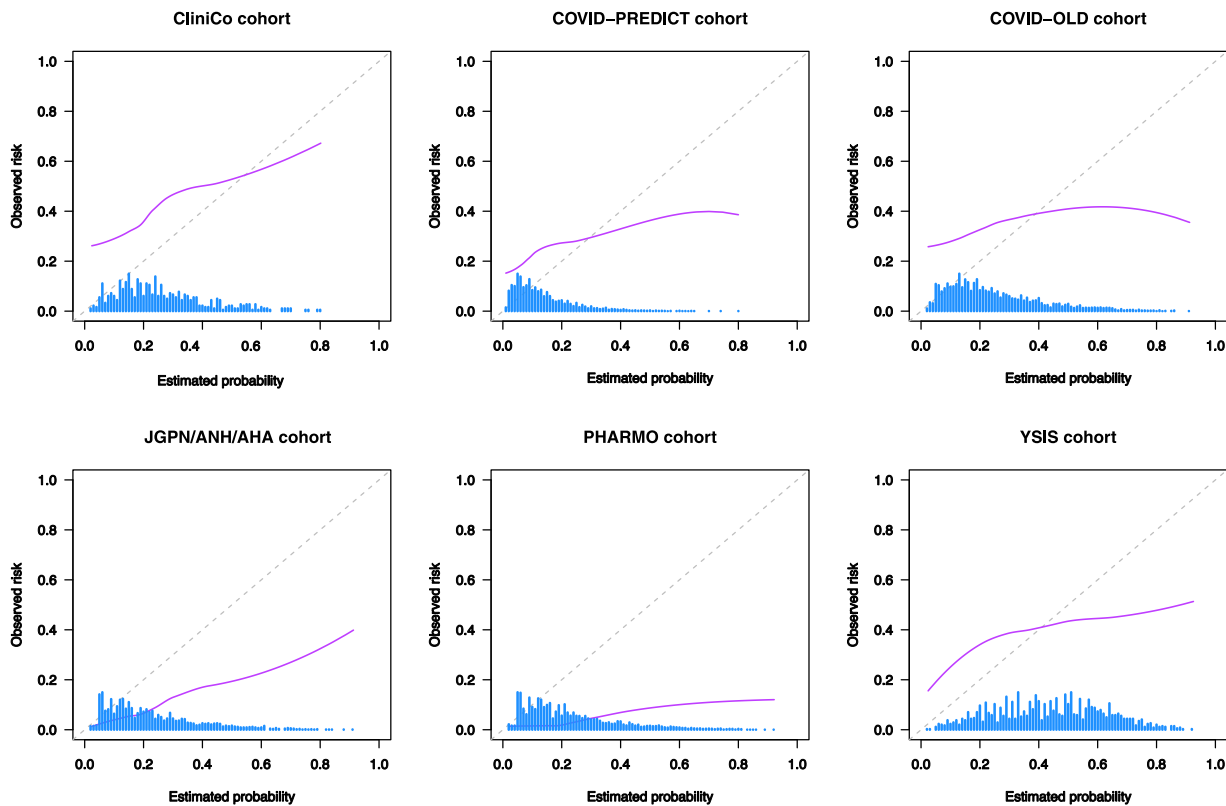 CliniCo cohort
1.0
0.8
0.6
0.4
0.2
0.0
Observed risk
0.0 0.2 0.4 0.6 0.8 1.0
Estimated probability
COVID−PREDICT cohort
1.0
0.8
0.6
0.4
0.2
0.0
Observed risk
0.0 0.2 0.4 0.6 0.8 1.0
Estimated probability
COVID−OLD cohort
1.0
0.8
0.6
0.4
0.2
0.0
Observed risk
0.0 0.2 0.4 0.6 0.8 1.0
Estimated probability
JGPN/ANH/AHA cohort
1.0
0.8
0.6
0.4
0.2
0.0
Observed risk
0.0 0.2 0.4 0.6 0.8 1.0
Estimated probability
PHARMO cohort
1.0
0.8
0.6
0.4
0.2
0.0
Observed risk
0.0 0.2 0.4 0.6 0.8 1.0
Estimated probability
YSIS cohort
1.0
0.8
0.6
0.4
0.2
0.0
Observed risk
0.0 0.2 0.4 0.6 0.8 1.0
Estimated probability